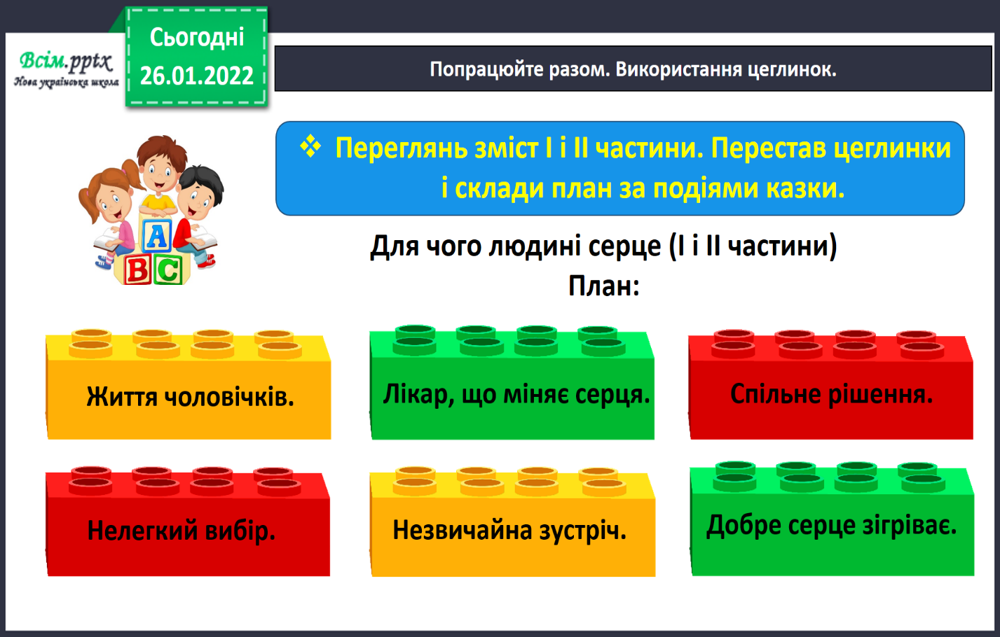 Сьогодні
26.01.2022
Всім.pptx
Нова українська школа
Попрацюйте разом. Використання цеглинок.
❖ Переглянь зміст І і ІІ частини. Перестав цеглинки
і склади план за подіями казки.
Для чого людині серце (І і ІІ частини)
План:
Життя чоловічків.
Лікар, що міняє серця.
Спільне рішення.
Нелегкий вибір.
Незвичайна зустріч.
Добре серце зігріває.
A
B
C